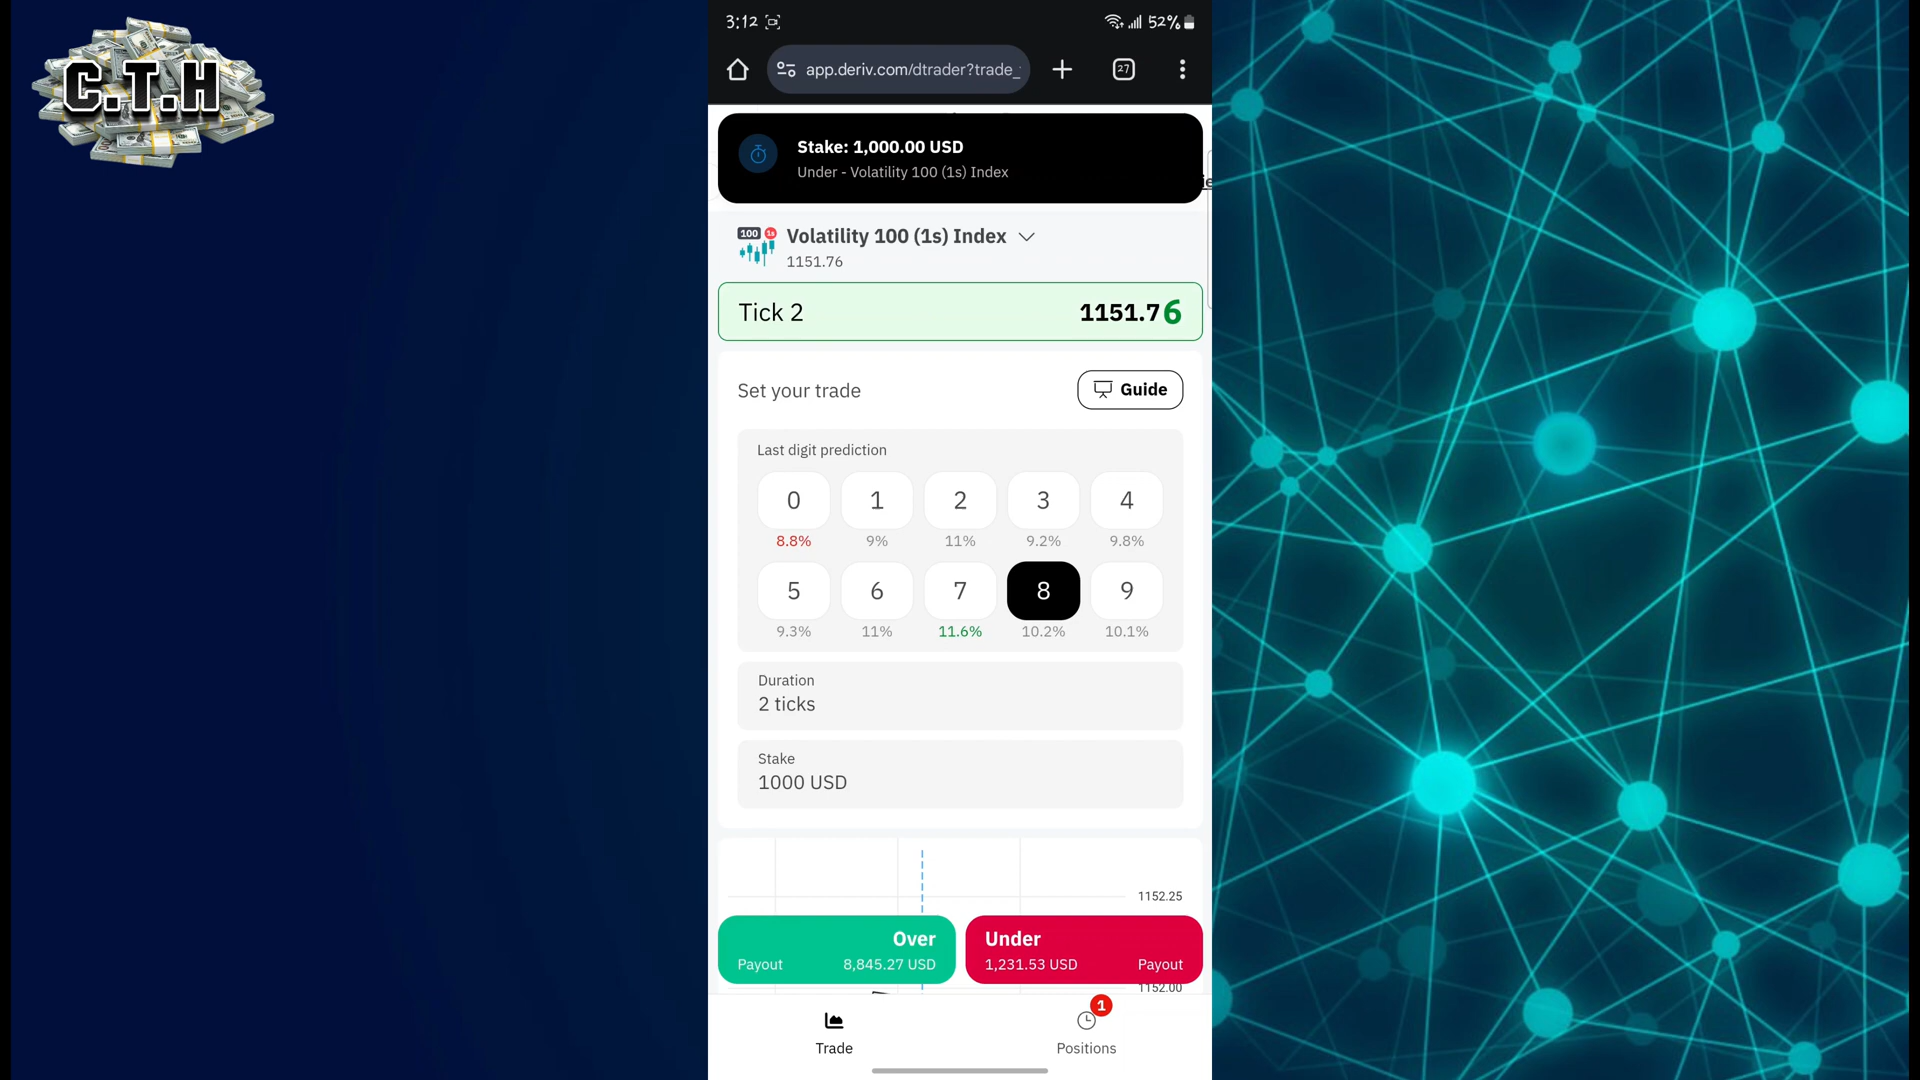 C.T.H
3:12 52%
app.deriv.com/dtrader?trade_ 27
Stake: 1,000.00 USD
Under - Volatility 100 (1s) Index
100 1s Volatility 100 (1s) Index
1151.76
Tick 2 1151.76
Set your trade Guide
Last digit prediction
0 1 2 3 4
8.8% 9% 11% 9.2% 9.8%
5 6 7 8 9
9.3% 11% 11.6% 10.2% 10.1%
Duration
2 ticks
Stake
1000 USD
1152.25
Over Under
Payout 8,845.27 USD 1,231.53 USD Payout
1152.00
1
Trade Positions